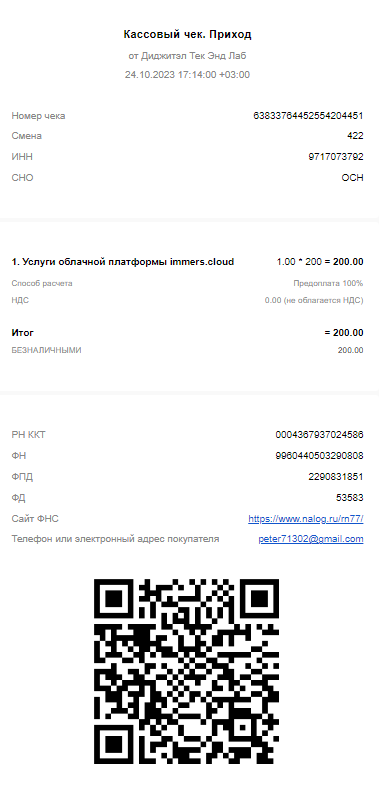 Кассовый чек. Приход
от Диджитэл Тек Энд Лаб
24.10.2023 17:14:00 +03:00
Номер чека 63833764452554204451
Смена 422
ИНН 9717073792
СНО ОСН
1. Услуги облачной платформы immers.cloud 1.00 * 200 = 200.00
Способ расчета Предоплата 100%
НДС 0.00 (не облагается НДС)
Итог = 200.00
БЕЗНАЛИЧНЫМИ 200.00
РН ККТ 0004367937024586
ФН 9960440503290808
ФПД 2290831851
ФД 53583
Сайт ФНС https://www.nalog.ru/rn77/
Телефон или электронный адрес покупателя peter71302@gmail.com